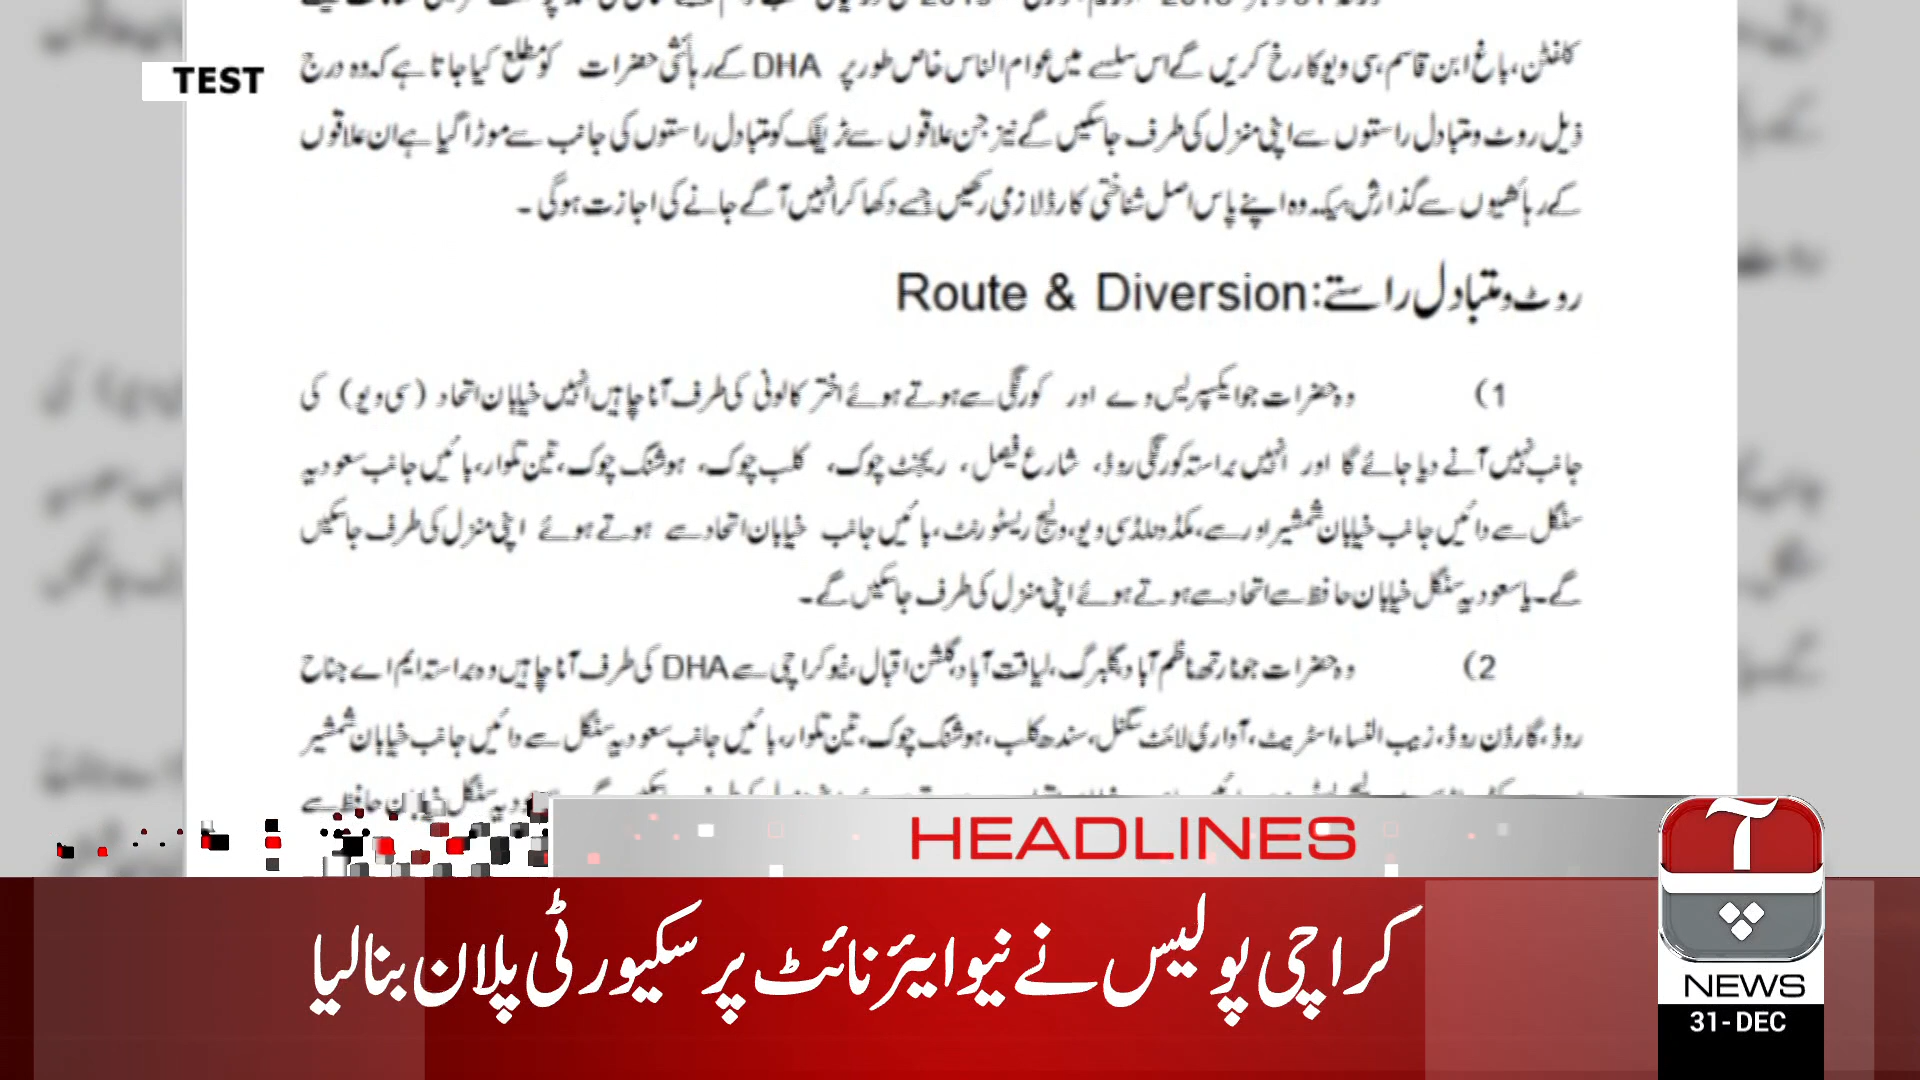 TEST
کلفٹن، باغ ابن قاسم، سی ویو کا رخ کریں گے اس سلسلے میں عوام الناس خاص طور پر DHA کے رہائشی حضرات کو مطلع کیا جاتا ہے کہ وہ درج
ذیل روٹ و متبادل راستوں سے اپنی منزل کی طرف جاسکیں گے نیز جن علاقوں سے ٹریفک کو متبادل راستوں کی جانب سے موڑا گیا ہے ان علاقوں
کے رہائشیوں سے گذارش ہیکہ وہ اپنے پاس اصل شناختی کارڈ لازمی رکھیں جسے دکھا کر انہیں آگے جانے کی اجازت ہوگی ۔
روٹ و متبادل راستے: Route & Diversion
1) وہ حضرات جو ایکسپریس وے اور کورنگی سے ہوتے ہوئے اختر کالونی کی طرف آنا چاہیں انہیں خیابان اتحاد (سی ویو) کی
جانب نہیں آنے دیا جائے گا اور انہیں براستہ کورنگی روڈ، شارع فیصل، ریجنٹ چوک، کلب چوک، ہوشنگ چوک، تین تلوار، بائیں جانب سعودیہ
سگنل سے دائیں جانب خیابان شمشیر اور سے، مکڈونلڈ سی ویو، ولیج ریسٹورنٹ، بائیں جانب خیابان اتحاد سے ہوتے ہوئے اپنی منزل کی طرف جاسکیں
گے۔ یا سعودیہ سگنل خیابان حافظ سے اتحاد سے ہوتے ہوئے اپنی منزل کی طرف جاسکیں گے۔
2) وہ حضرات جو نارتھ ناظم آباد، گلبرگ، لیاقت آباد، گلشن اقبال، نیو کراچی سے DHA کی طرف آنا چاہیں وہ براستہ ایم اے جناح
روڈ، گارڈن روڈ، زیب النساء اسٹریٹ، آواری لائٹ سگنل، سندھ کلب، ہوشنگ چوک، تین تلوار، بائیں جانب سعودیہ سگنل سے دائیں جانب خیابان شمشیر
HEADLINES
کراچی پولیس نے نیو ایئر نائٹ پر سکیورٹی پلان بنالیا
آپ
NEWS
31-DEC